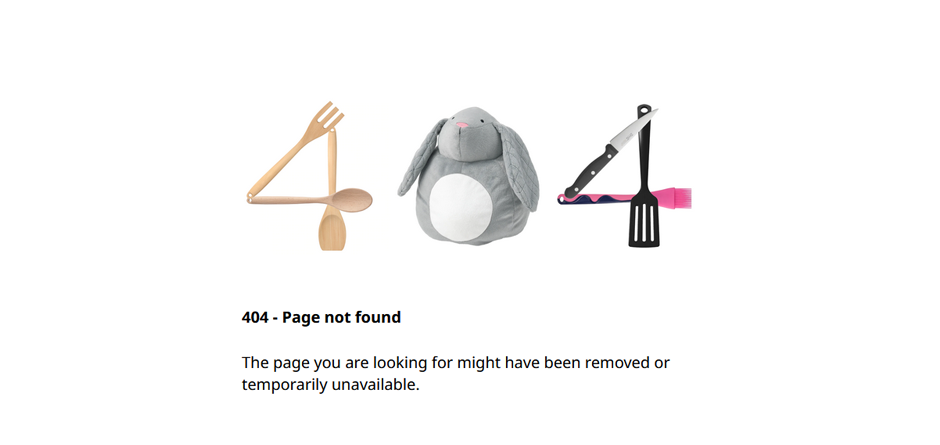 404 - Page not found
The page you are looking for might have been removed or
temporarily unavailable.